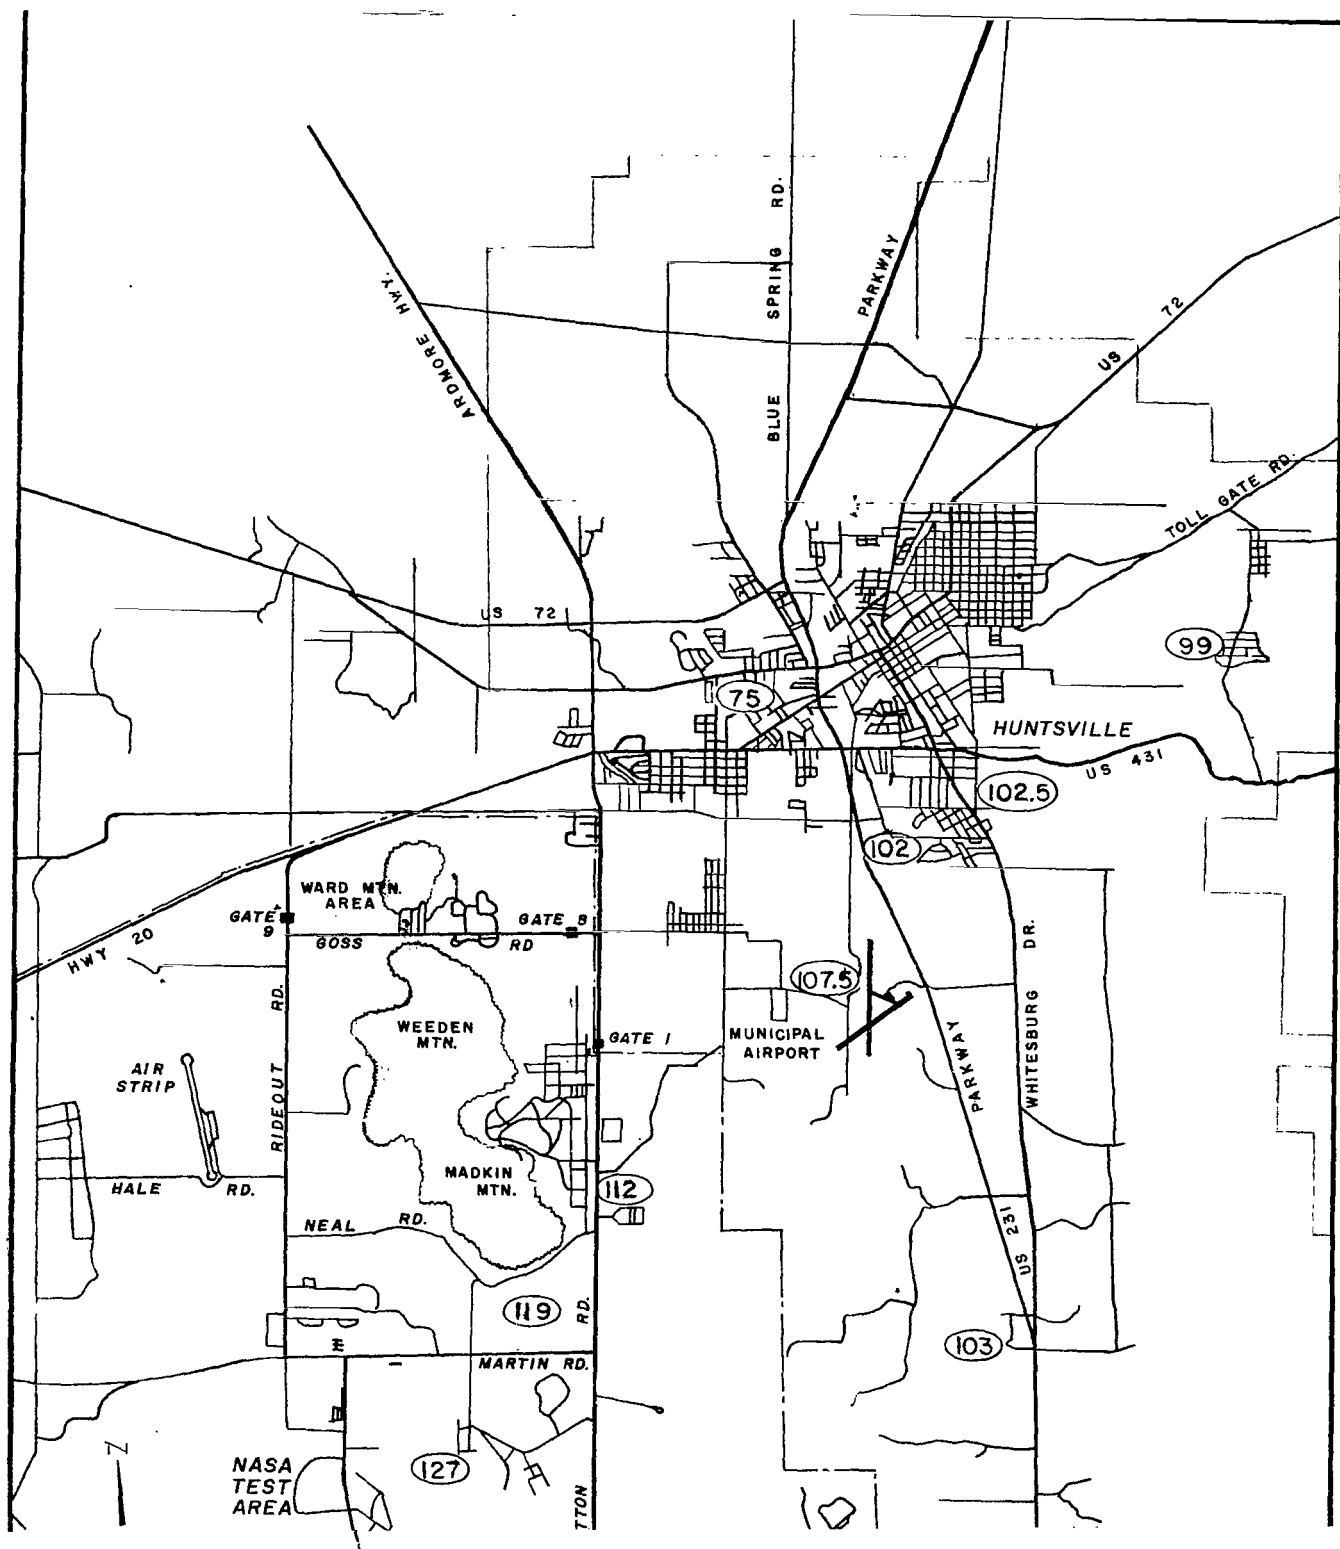 BLUE SPRING RD.
PARKWAY
ARDMORE HWY.
US 72
TOLL GATE RD.
US 72
99
75
HUNTSVILLE
US 431
102.5
102
WARD MTN.
AREA
GATE
9
GATE 8
GOSS RD
HWY 20
WHITESBURG DR.
107.5
RIDEOUT RD.
WEEDEN
MTN.
GATE 1
MUNICIPAL
AIRPORT
PARKWAY
AIR
STRIP
MADKIN
MTN.
112
HALE RD.
NEAL RD.
US 231
119
RD.
103
MARTIN RD.
N
127
NASA
TEST
AREA
TTON